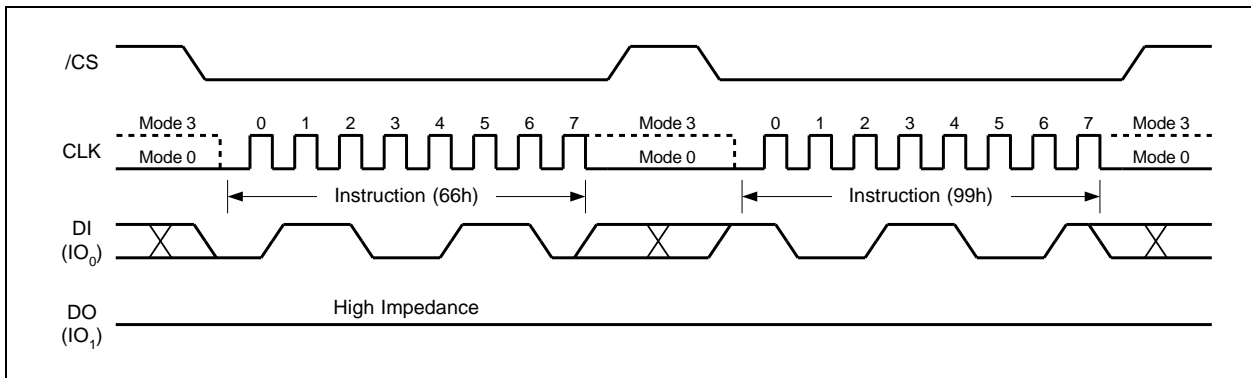 /CS
Mode 3 0 1 2 3 4 5 6 7 Mode 3 0 1 2 3 4 5 6 7 Mode 3
CLK
Mode 0 Mode 0 Mode 0
Instruction (66h) Instruction (99h)
DI
(IO₀)
High Impedance
DO
(IO₁)